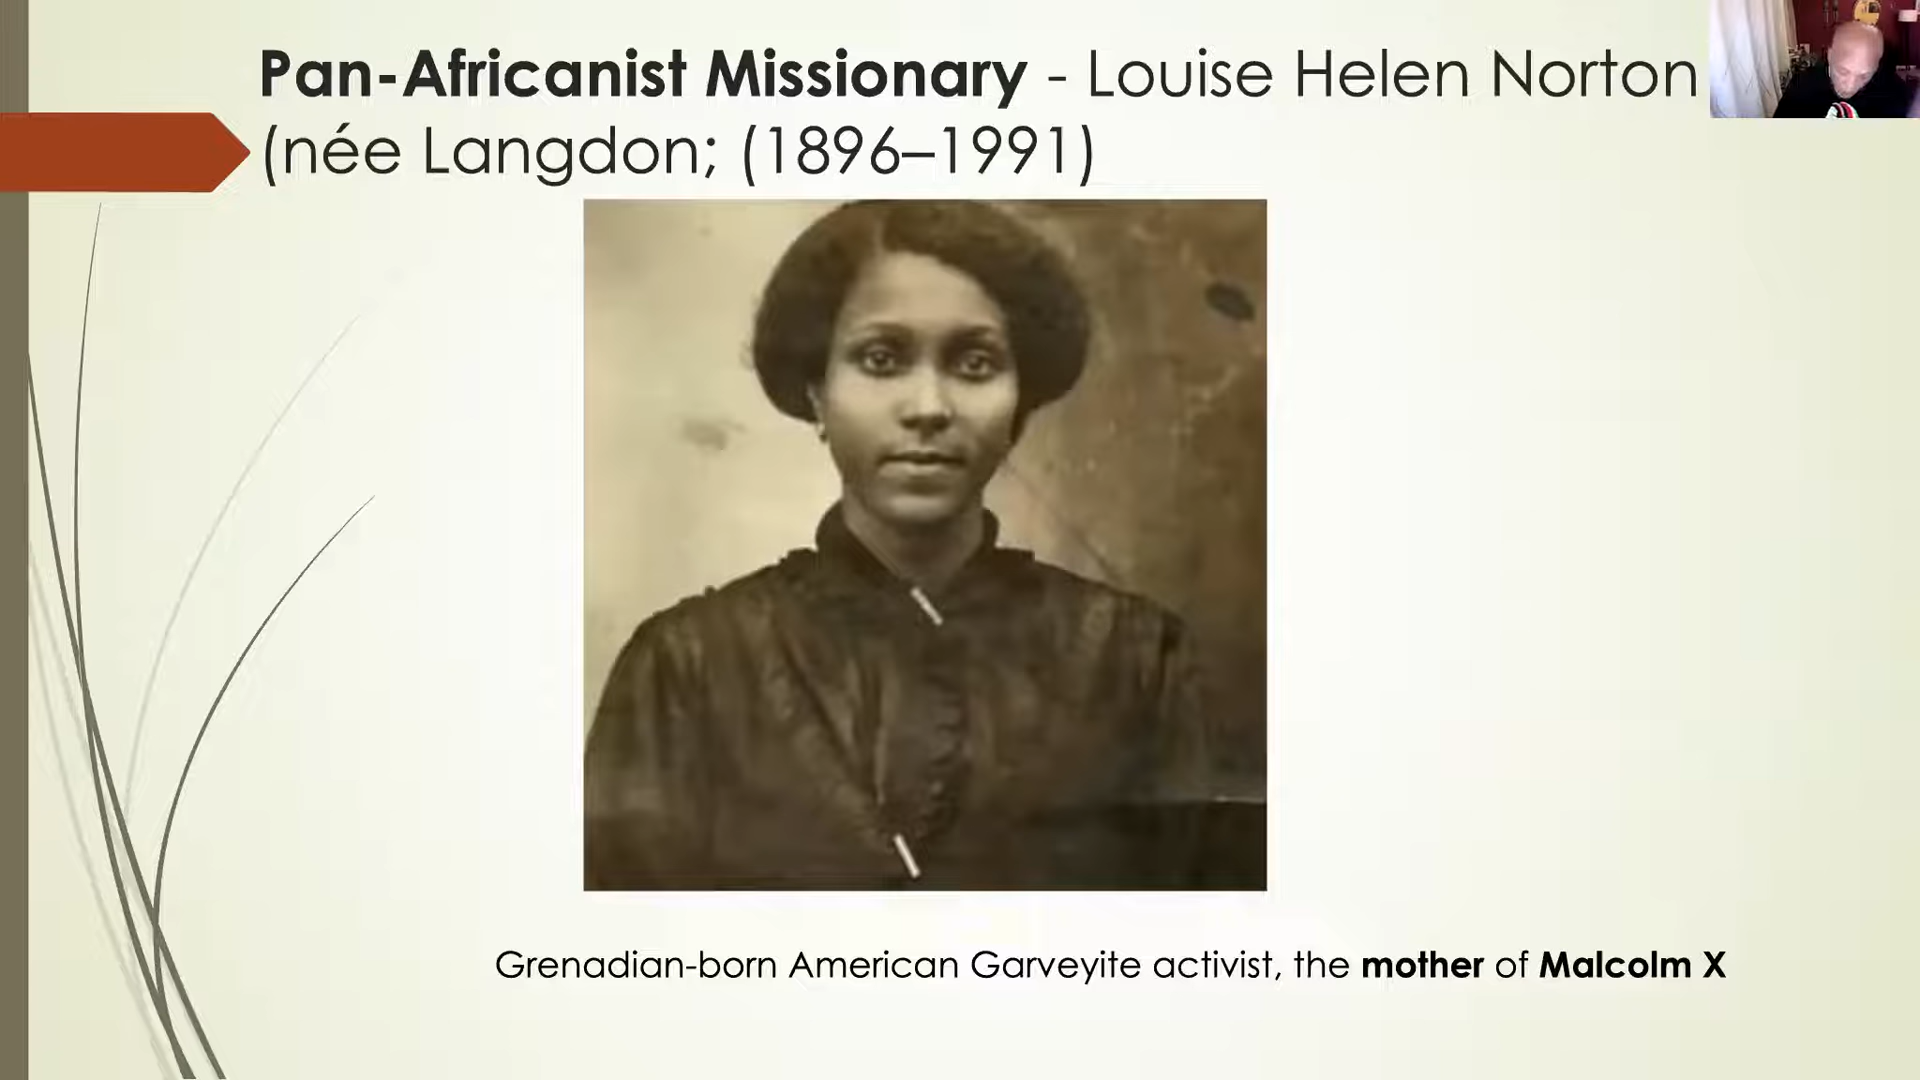 Pan-Africanist Missionary - Louise Helen Norton
(née Langdon; (1896–1991)
Grenadian-born American Garveyite activist, the mother of Malcolm X